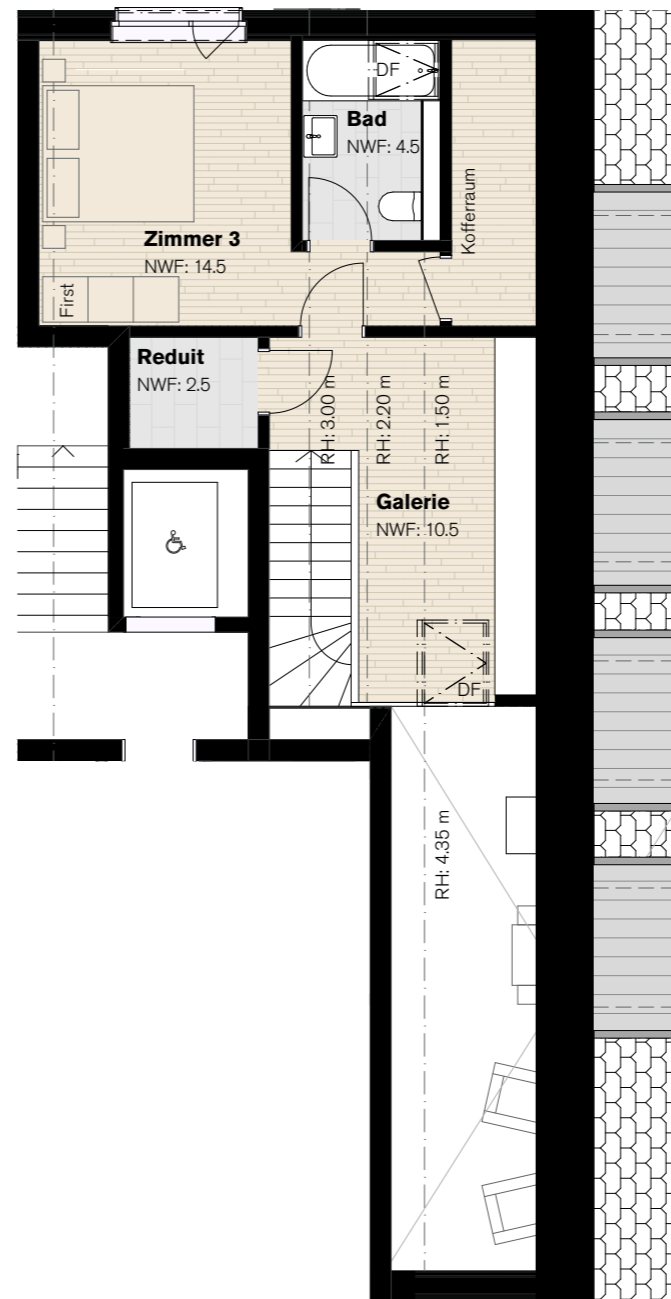 DF
Bad
NWF: 4.5
Kofferraum
Zimmer 3
NWF: 14.5
First
Reduit
NWF: 2.5
RH: 3.00 m
RH: 2.20 m
RH: 1.50 m
Galerie
NWF: 10.5
DF
RH: 4.35 m